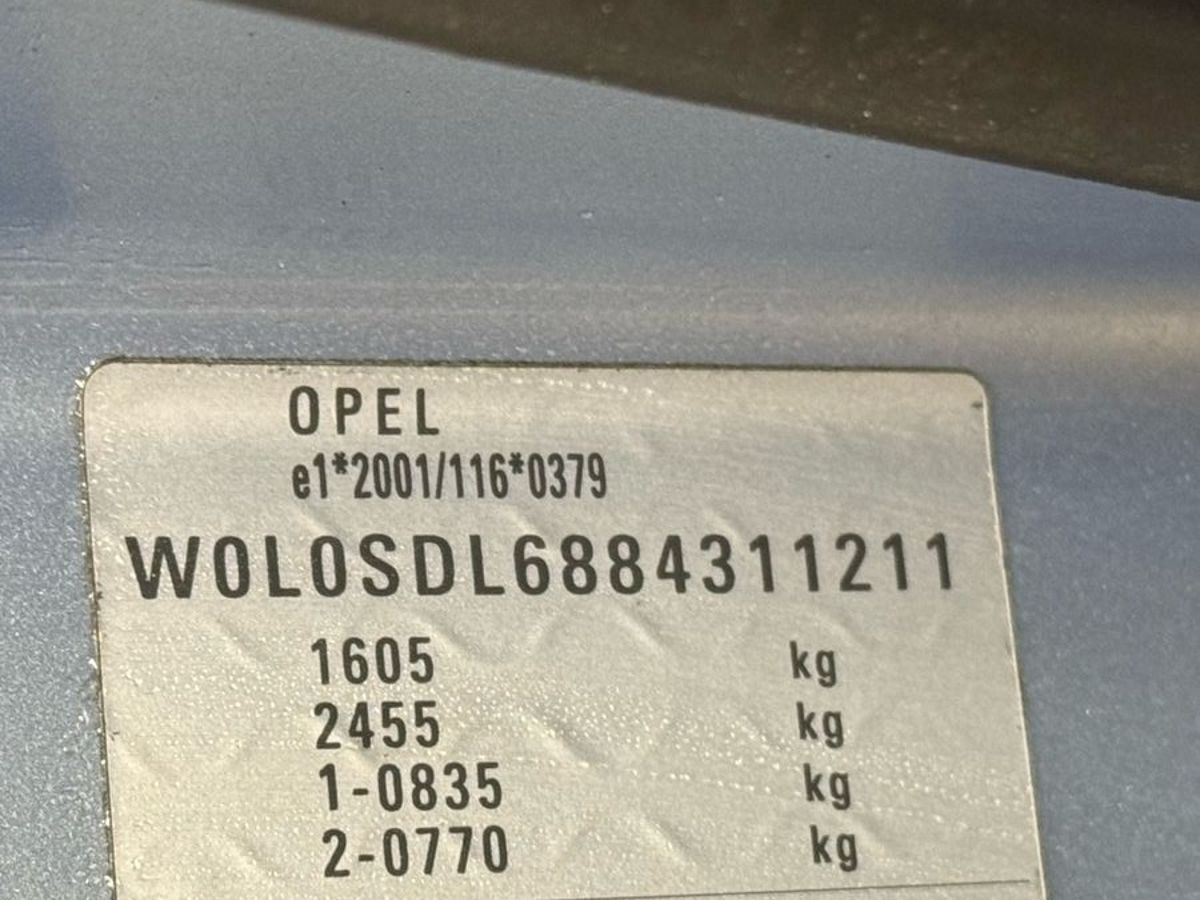 OPEL
e1*2001/116*0379
W0L0SDL6884311211
1605 kg
2455 kg
1-0835 kg
2-0770 kg